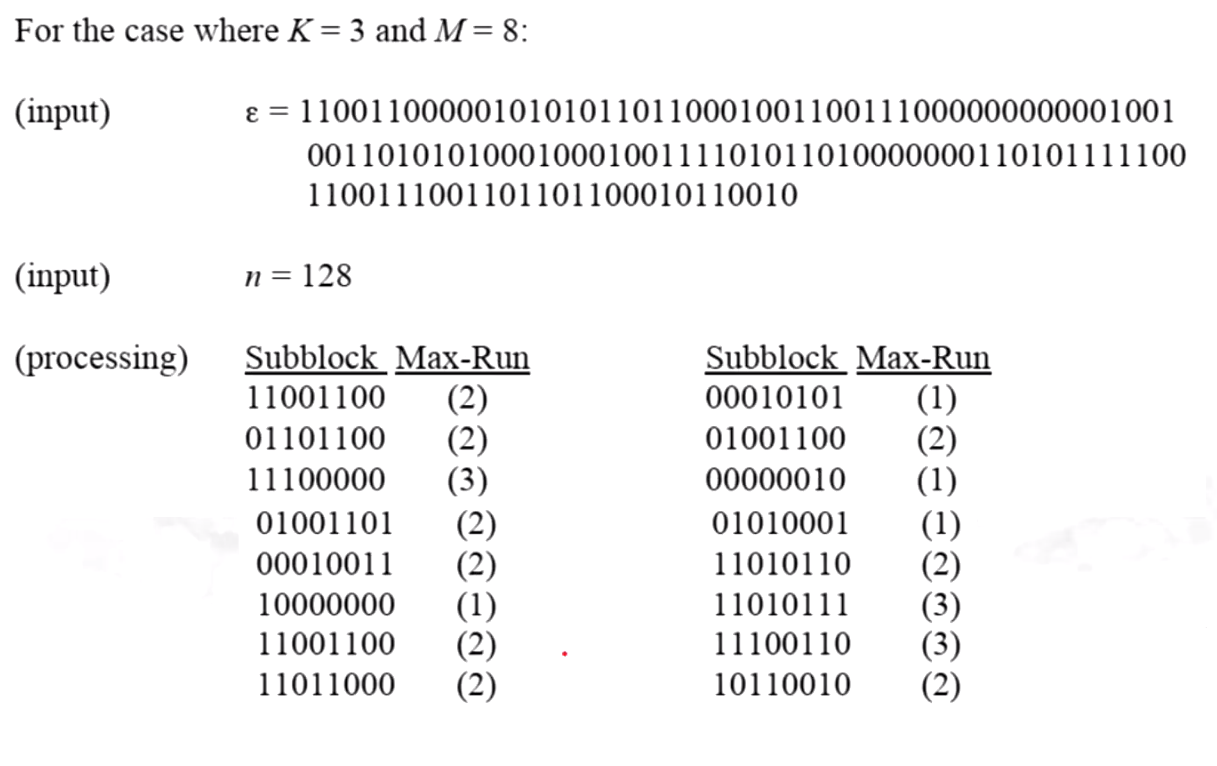 For the case where K = 3 and M = 8:
(input) ε = 11001100000101010110110001001100111000000000001001
00110101010001000100111101011010000000110101111100
1100111001101101100010110010
(input) n = 128
(processing) Subblock Max-Run Subblock Max-Run
11001100 (2) 00010101 (1)
01101100 (2) 01001100 (2)
11100000 (3) 00000010 (1)
01001101 (2) 01010001 (1)
00010011 (2) 11010110 (2)
10000000 (1) 11010111 (3)
11001100 (2) 11100110 (3)
11011000 (2) 10110010 (2)